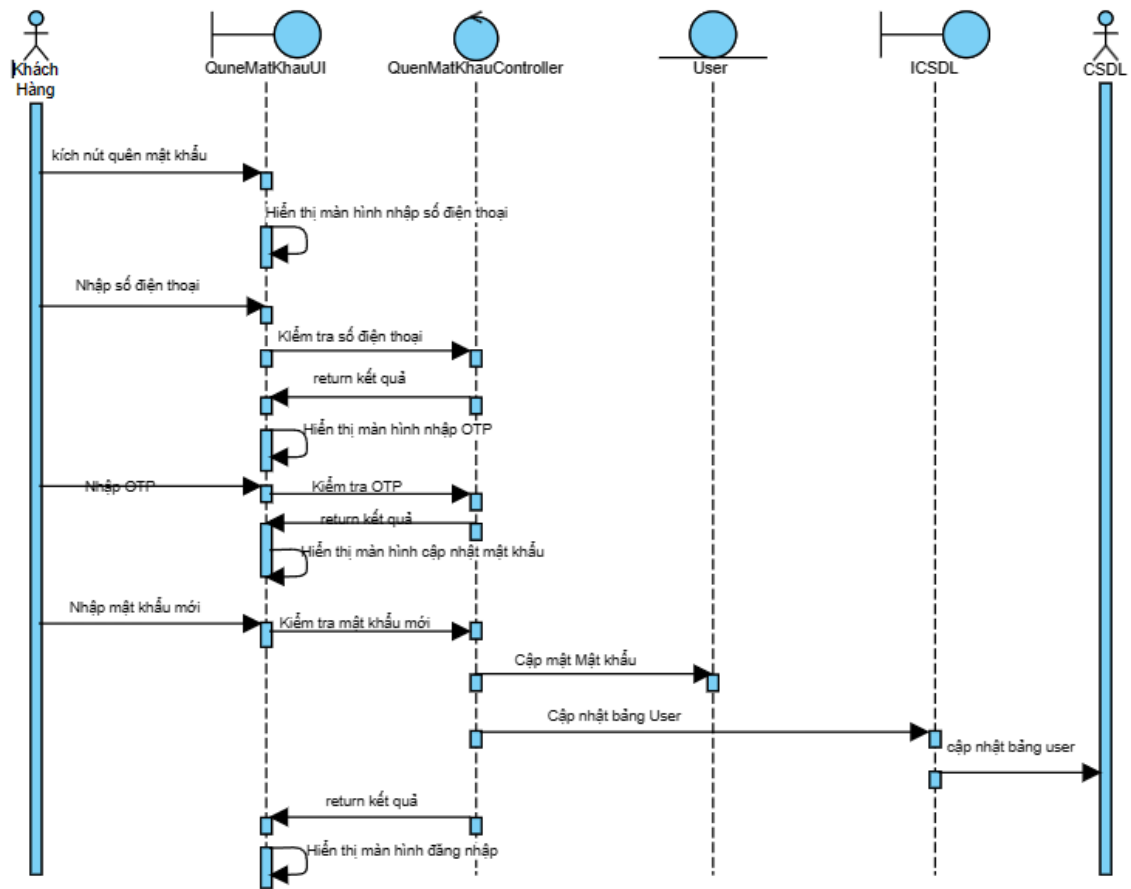 Khách
Hàng
QuneMatKhauUI
QuenMatKhauController
User
ICSDL
CSDL
kích nút quên mật khẩu
Hiển thị màn hình nhập số điện thoại
Nhập số điện thoại
Kiểm tra số điện thoại
return kết quả
Hiển thị màn hình nhập OTP
Nhập OTP
Kiểm tra OTP
return kết quả
Hiển thị màn hình cập nhật mật khẩu
Nhập mật khẩu mới
Kiểm tra mật khẩu mới
Cập mật Mật khẩu
Cập nhật bảng User
cập nhật bảng user
return kết quả
Hiển thị màn hình đăng nhập